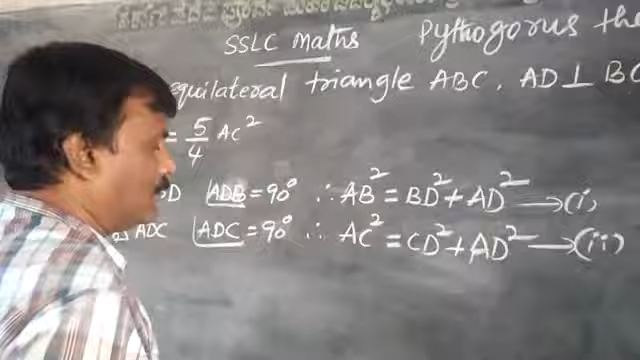 SSLC Maths
Pythogorus
equilateral triangle ABC, AD ⊥ BC
= 5/4 AC²
D ∠ADB = 90° ∴ AB² = BD² + AD² → (i)
ADC ∠ADC = 90° ∴ AC² = CD² + AD² → (ii)